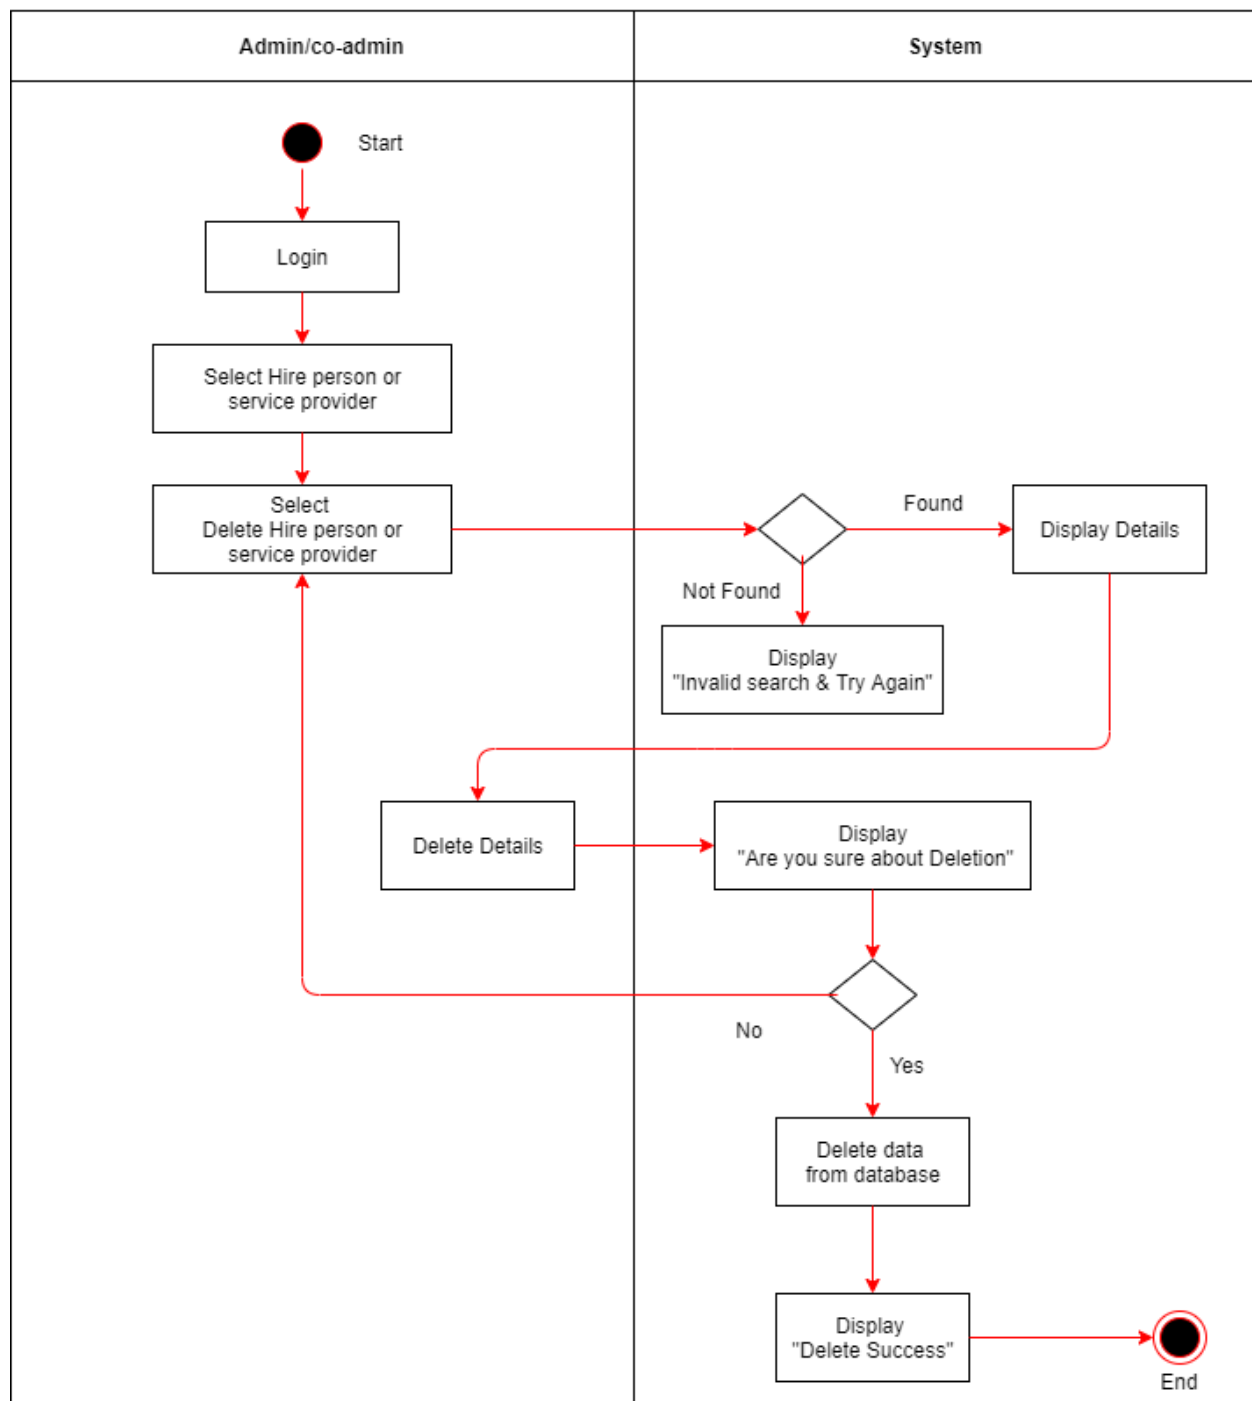 Admin/co-admin
System
Start
Login
Select Hire person or
service provider
Select
Delete Hire person or
service provider
Found
Display Details
Not Found
Display
"Invalid search & Try Again"
Delete Details
Display
"Are you sure about Deletion"
No
Yes
Delete data
from database
Display
"Delete Success"
End